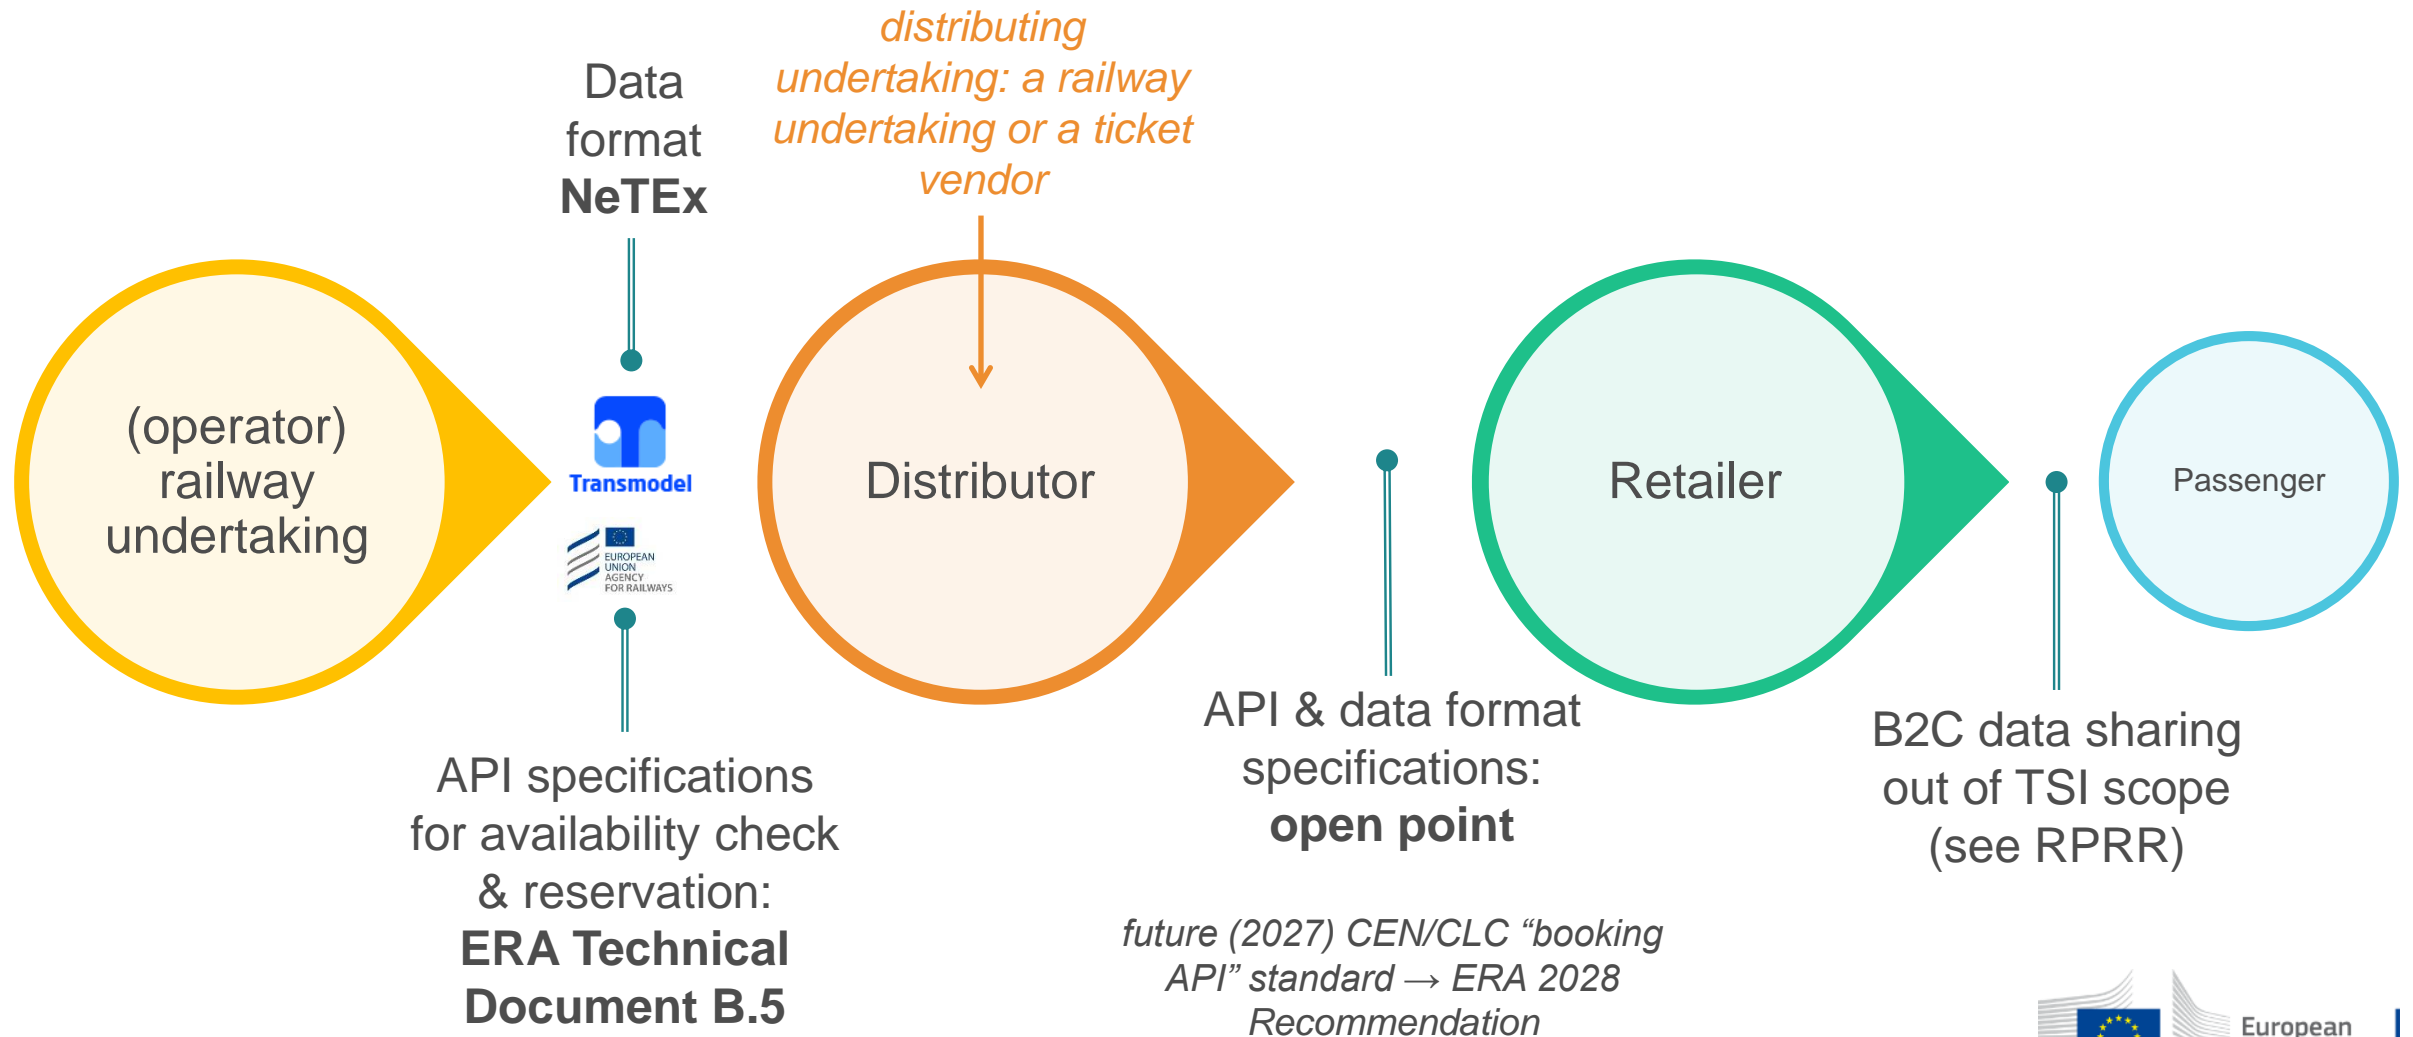 distributing
undertaking: a railway
undertaking or a ticket
vendor
Data
format
NeTEx
(operator)
railway
undertaking
Transmodel
EUROPEAN
UNION
AGENCY
FOR RAILWAYS
Distributor
Retailer
Passenger
API specifications
for availability check
& reservation:
ERA Technical
Document B.5
API & data format
specifications:
open point
future (2027) CEN/CLC “booking
API” standard → ERA 2028
Recommendation
B2C data sharing
out of TSI scope
(see RPRR)
European